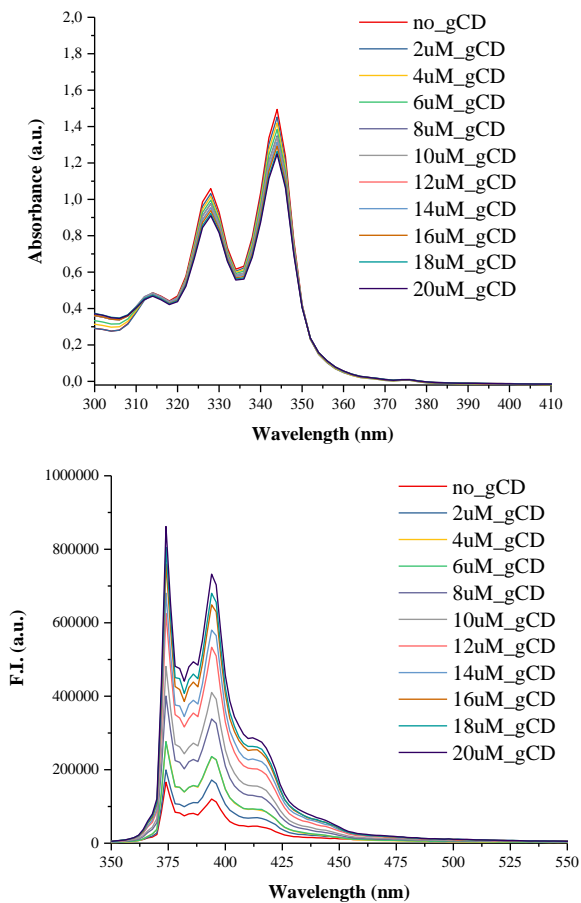 Absorbance (a.u.)
2,0
1,8
1,6
1,4
1,2
1,0
0,8
0,6
0,4
0,2
0,0
300 310 320 330 340 350 360 370 380 390 400 410
Wavelength (nm)
no_gCD
2uM_gCD
4uM_gCD
6uM_gCD
8uM_gCD
10uM_gCD
12uM_gCD
14uM_gCD
16uM_gCD
18uM_gCD
20uM_gCD
F.I. (a.u.)
1000000
800000
600000
400000
200000
0
350 375 400 425 450 475 500 525 550
Wavelength (nm)
no_gCD
2uM_gCD
4uM_gCD
6uM_gCD
8uM_gCD
10uM_gCD
12uM_gCD
14uM_gCD
16uM_gCD
18uM_gCD
20uM_gCD